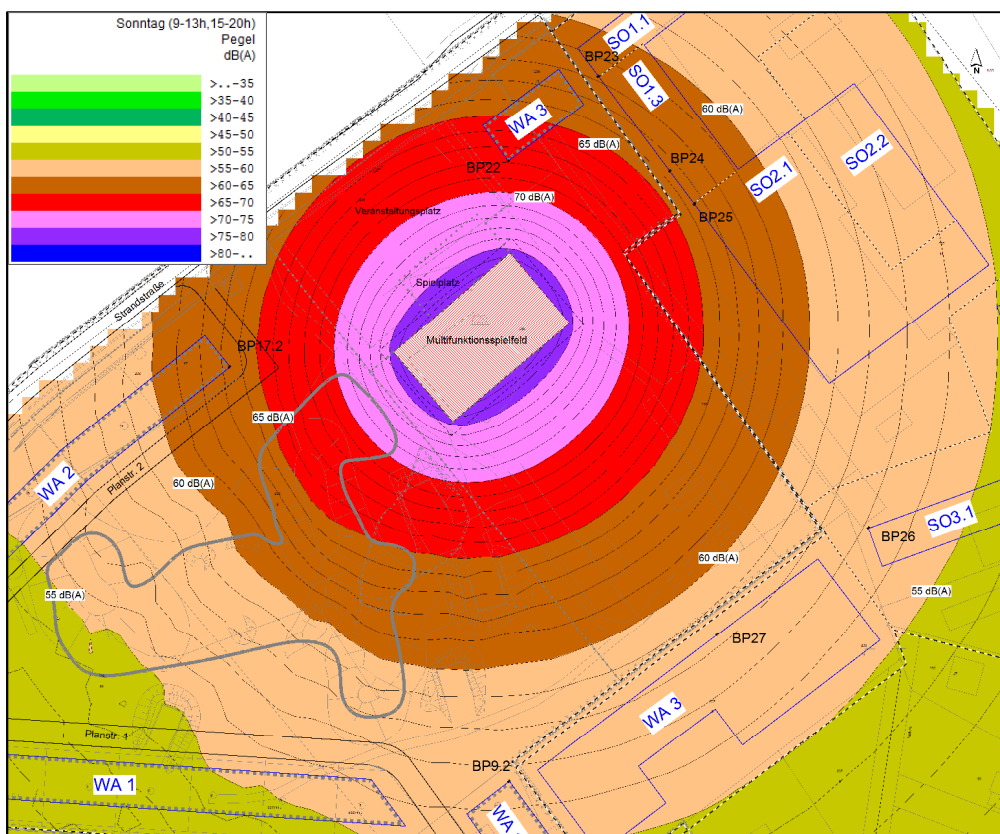 Sonntag (9-13h,15-20h)
Pegel
dB(A)
>..-35
>35-40
>40-45
>45-50
>50-55
>55-60
>60-65
>65-70
>70-75
>75-80
>80-..
SO1.1
BP23
SO1.3
N
60 dB(A)
WA 3
65 dB(A)
BP24
SO2.2
SO2.1
BP22
70 dB(A)
BP25
Veranstaltungsplatz
Spielplatz
Strandstraße
Multifunktionsspielfeld
BP17.2
65 dB(A)
WA 2
Planstr. 2
60 dB(A)
SO3.1
BP26
60 dB(A)
55 dB(A)
55 dB(A)
BP27
WA 3
Planstr. 1
BP9.2
WA 1